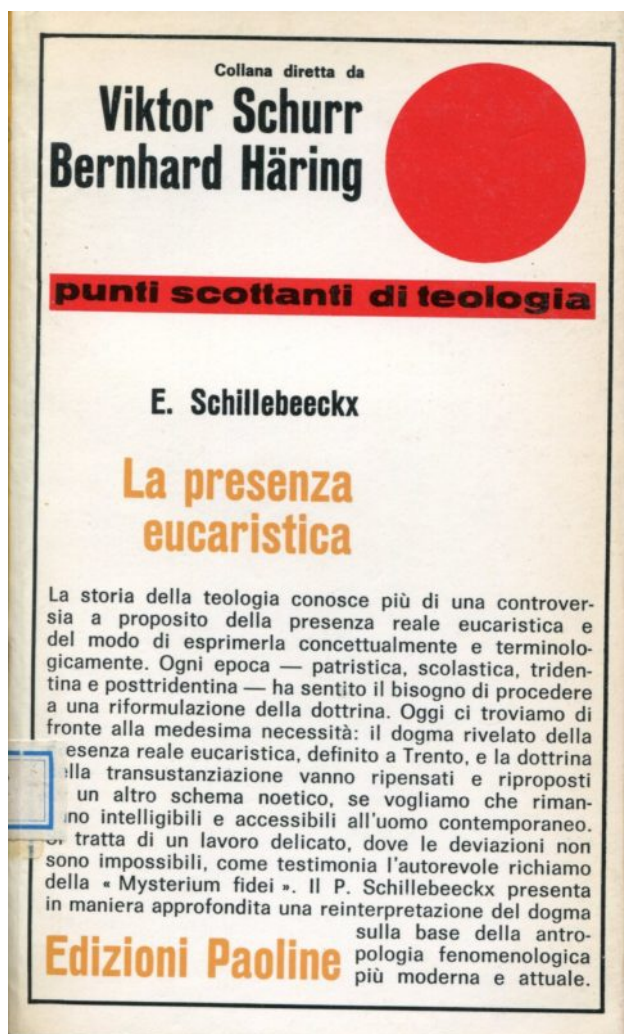 Collana diretta da
Viktor Schurr
Bernhard Häring
punti scottanti di teologia
E. Schillebeeckx
La presenza
eucaristica
La storia della teologia conosce più di una controver-
sia a proposito della presenza reale eucaristica e
del modo di esprimerla concettualmente e terminolo-
gicamente. Ogni epoca — patristica, scolastica, triden-
tina e posttridentina — ha sentito il bisogno di procedere
a una riformulazione della dottrina. Oggi ci troviamo di
fronte alla medesima necessità: il dogma rivelato della
esenza reale eucaristica, definito a Trento, e la dottrina
ella transustanziazione vanno ripensati e riproposti
un altro schema noetico, se vogliamo che riman-
no intelligibili e accessibili all'uomo contemporaneo.
tratta di un lavoro delicato, dove le deviazioni non
sono impossibili, come testimonia l'autorevole richiamo
della « Mysterium fidei ». Il P. Schillebeeckx presenta
in maniera approfondita una reinterpretazione del dogma
sulla base della antro-
pologia fenomenologica
più moderna e attuale.
Edizioni Paoline